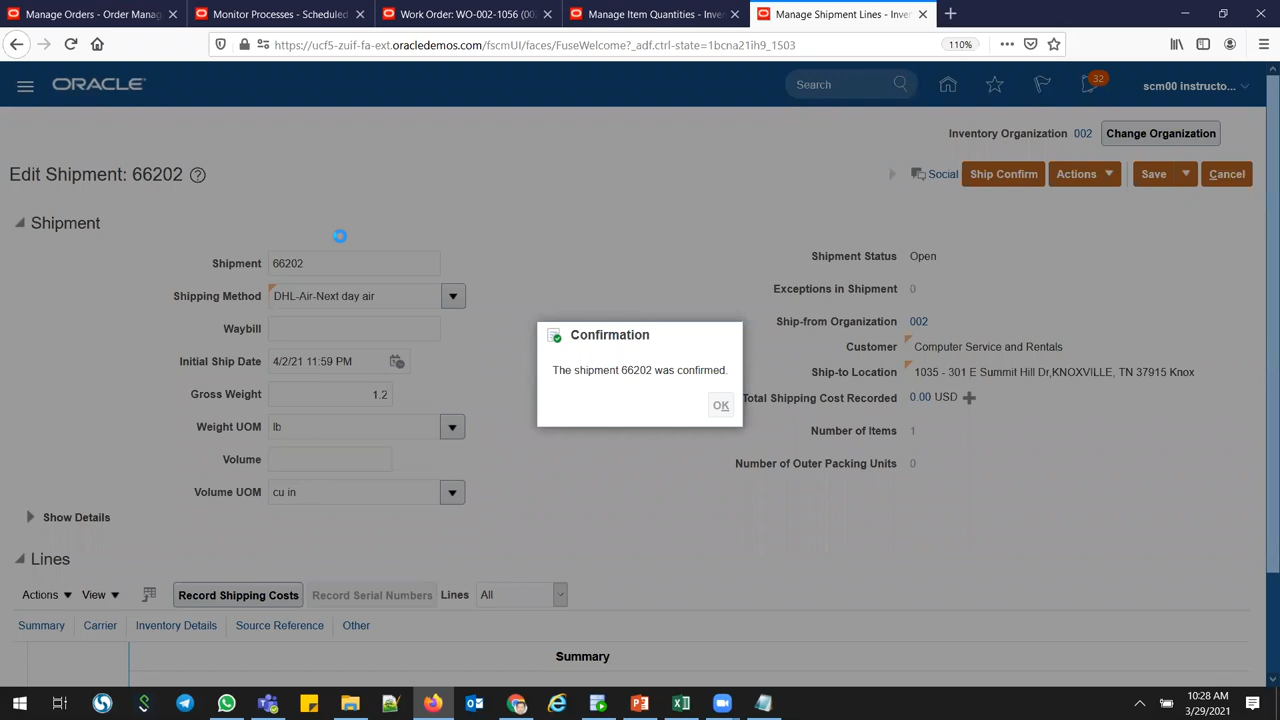 Manage Orders - Order Manag
Monitor Processes - Scheduled
Work Order: WO-002-1056 (002
Manage Item Quantities - Inven
Manage Shipment Lines - Inven
https://ucf5-zuif-fa-ext.oracledemos.com/fscmUI/faces/FuseWelcome?_adf.ctrl-state=1bcna21ih9_1503
110%
ORACLE
Search
32
scm00 instructo...
Inventory Organization 002 Change Organization
Edit Shipment: 66202
Social Ship Confirm Actions Save Cancel
Shipment
Shipment 66202
Shipping Method DHL-Air-Next day air
Waybill
Initial Ship Date 4/2/21 11:59 PM
Gross Weight 1.2
Weight UOM lb
Volume
Volume UOM cu in
Show Details
Shipment Status Open
Exceptions in Shipment 0
Ship-from Organization 002
Customer Computer Service and Rentals
Ship-to Location 1035 - 301 E Summit Hill Dr,KNOXVILLE, TN 37915 Knox
Total Shipping Cost Recorded 0.00 USD
Number of Items 1
Number of Outer Packing Units 0
Confirmation
The shipment 66202 was confirmed.
OK
Lines
Actions View Record Shipping Costs Record Serial Numbers Lines All
Summary Carrier Inventory Details Source Reference Other
Summary
10:28 AM
3/29/2021